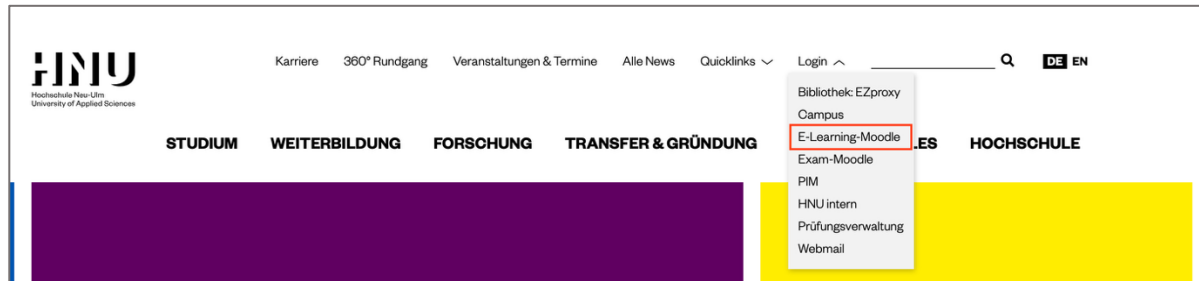 HNU
Hochschule Neu-Ulm
University of Applied Sciences
Karriere 360° Rundgang Veranstaltungen & Termine Alle News Quicklinks Login DE EN
Bibliothek: EZproxy
Campus
E-Learning-Moodle
Exam-Moodle
PIM
HNU intern
Prüfungsverwaltung
Webmail
STUDIUM WEITERBILDUNG FORSCHUNG TRANSFER & GRÜNDUNG HOCHSCHULE